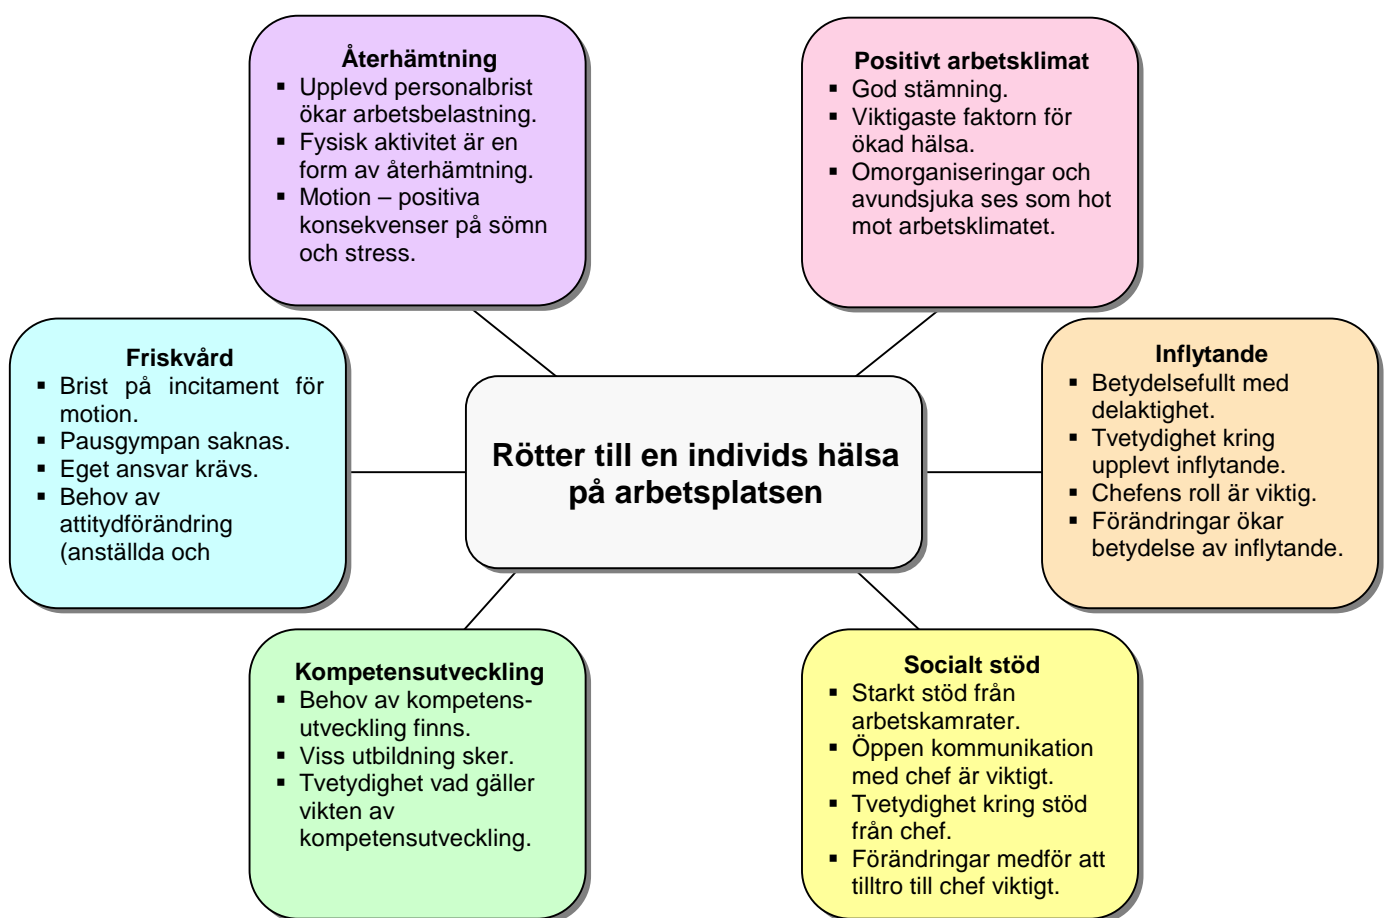 Återhämtning
▪ Upplevd personalbrist
ökar arbetsbelastning.
▪ Fysisk aktivitet är en
form av återhämtning.
▪ Motion – positiva
konsekvenser på sömn
och stress.
Positivt arbetsklimat
▪ God stämning.
▪ Viktigaste faktorn för
ökad hälsa.
▪ Omorganiseringar och
avundsjuka ses som hot
mot arbetsklimatet.
Friskvård
▪ Brist på incitament för
motion.
▪ Pausgympan saknas.
▪ Eget ansvar krävs.
▪ Behov av
attitydförändring
(anställda och
Rötter till en individs hälsa
på arbetsplatsen
Inflytande
▪ Betydelsefullt med
delaktighet.
▪ Tvetydighet kring
upplevt inflytande.
▪ Chefens roll är viktig.
▪ Förändringar ökar
betydelse av inflytande.
Kompetensutveckling
▪ Behov av kompetens-
utveckling finns.
▪ Viss utbildning sker.
▪ Tvetydighet vad gäller
vikten av
kompetensutveckling.
Socialt stöd
▪ Starkt stöd från
arbetskamrater.
▪ Öppen kommunikation
med chef är viktigt.
▪ Tvetydighet kring stöd
från chef.
▪ Förändringar medför att
tilltro till chef viktigt.